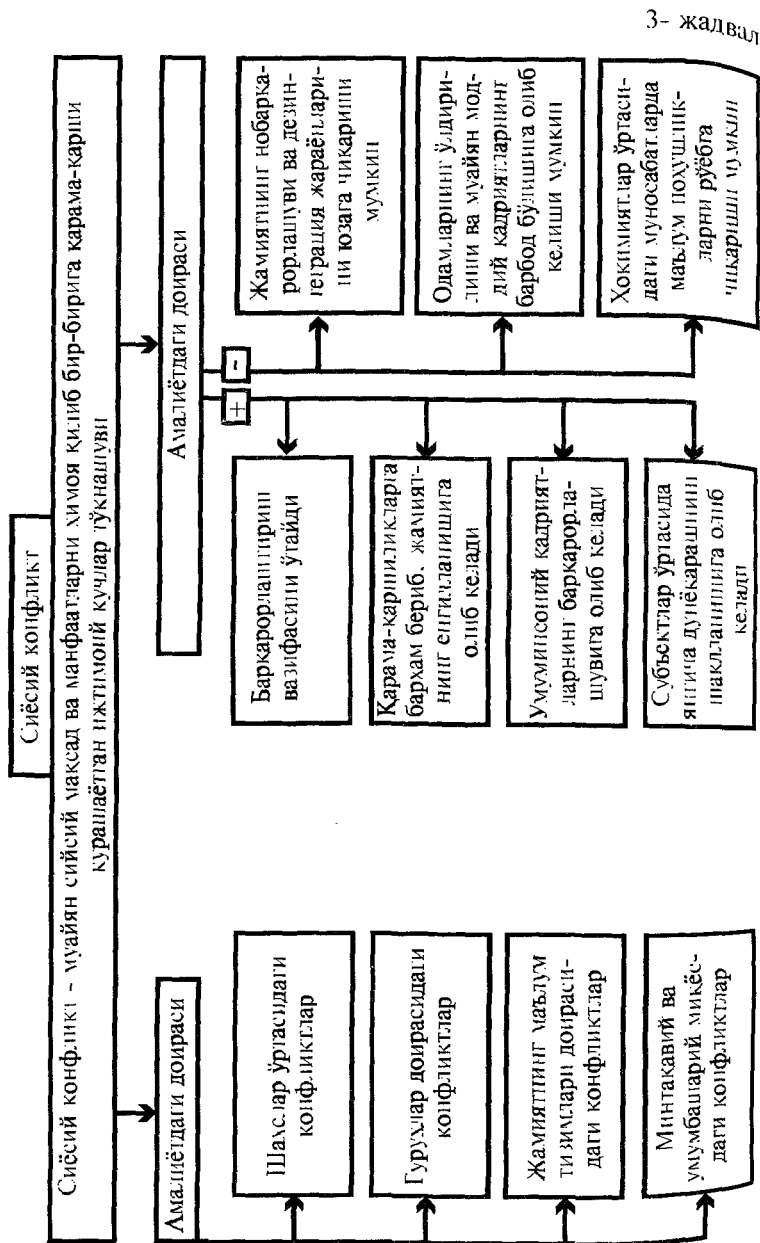 3- жадвал
Сиёсий конфликт
Сиёсий конфликт - муайян сиёсий мақсад ва манфаатларни ҳимоя қилиб бир-бирига қарама-қарши
курашаётган ижтимоий кучлар тўқнашуви
Амалиётдаги доираси
Шахслар ўртасидаги
конфликтлар
Гуруҳлар доирасидаги
конфликтлар
Жамиятнинг маълум
тизимлари доираси-
даги конфликтлар
Минтақавий ва
умумбашарий миқёс-
даги конфликтлар
Амалиётдаги доираси
+
-
Барқарорлаштириш
вазифасини ўтайди
Қарама-қаршиликларга
барҳам бериб, жамият-
нинг енгилланишига
олиб келади
Умуминсоний қадрият-
ларнинг барқарорла-
шувига олиб келади
Субъектлар ўртасида
янгича дунёқарашнинг
шаклланишига олиб
келади
Жамиятнинг нобарқа-
рорлашуви ва дезин-
теграция жараёнлари-
ни юзага чиқариши
мумкин
Одамларнинг ўлдири-
лиши ва муайян мод-
дий қадриятларнинг
барбод бўлишига олиб
келиши мумкин
Ҳокимиятлар ўртаси-
даги муносабатларда
маълум нохушлик-
ларни рўёбга
чиқариши мумкин